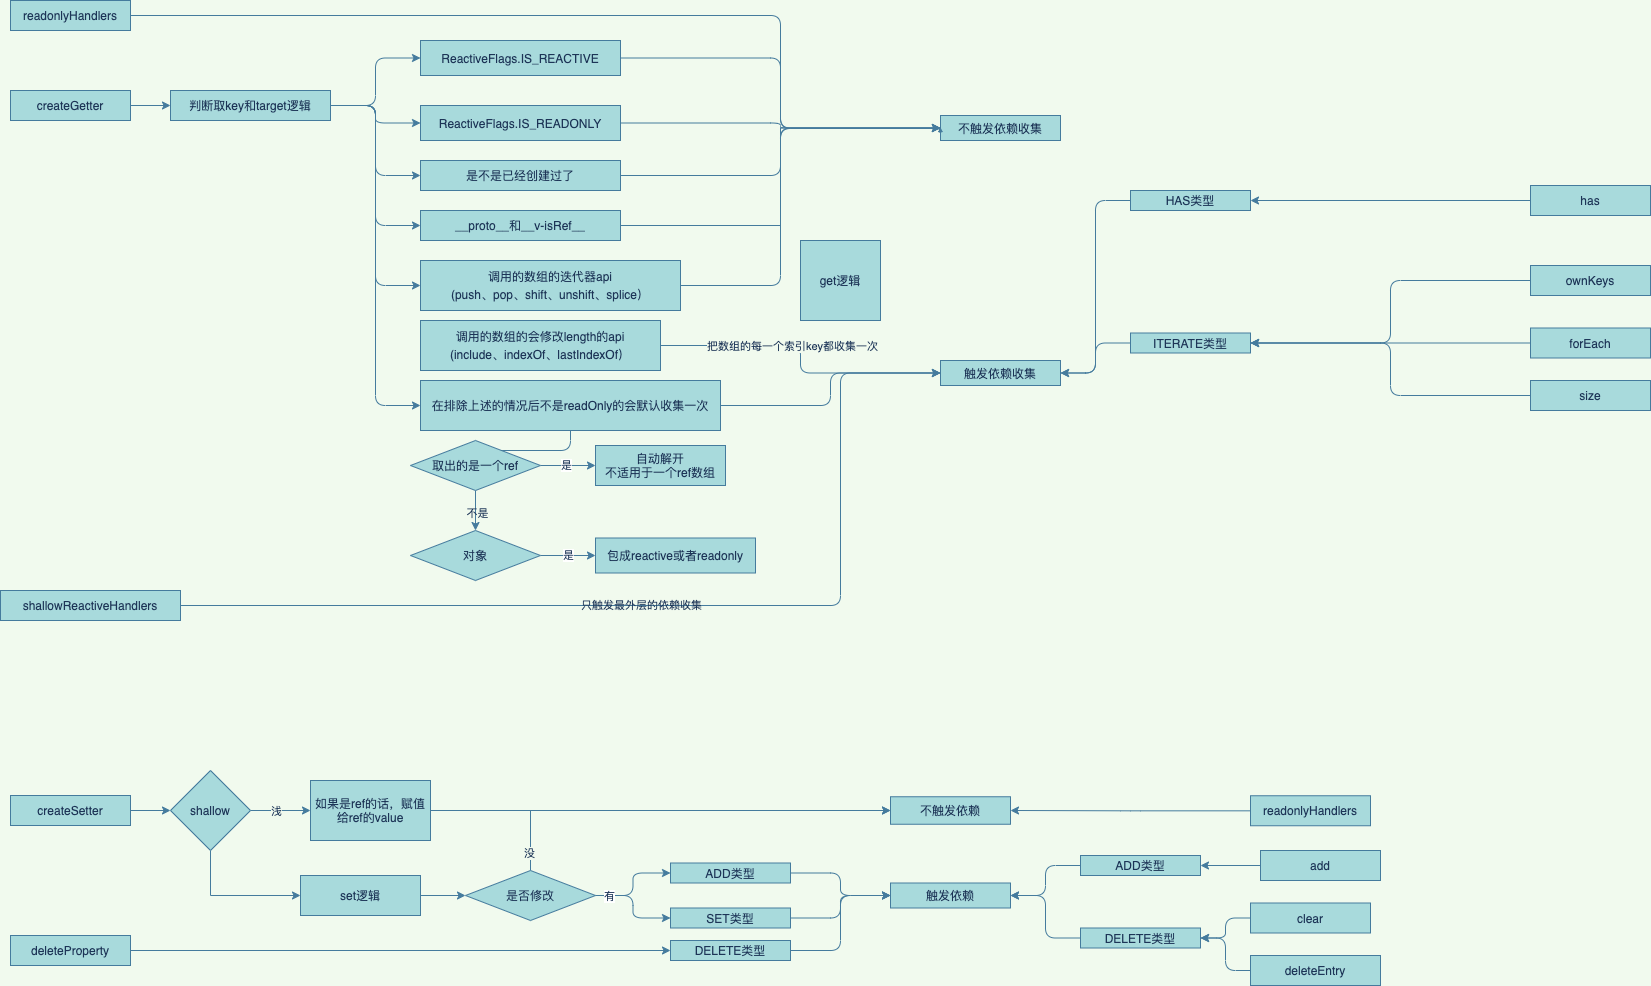 readonlyHandlers
ReactiveFlags.IS_REACTIVE
createGetter
判断取key和target逻辑
ReactiveFlags.IS_READONLY
不触发依赖收集
是不是已经创建过了
__proto__和__v-isRef__
调用的数组的迭代器api
(push、pop、shift、unshift、splice)
get逻辑
调用的数组的会修改length的api
(include、indexOf、lastIndexOf)
把数组的每一个索引key都收集一次
触发依赖收集
HAS类型
has
ownKeys
ITERATE类型
forEach
size
在排除上述的情况后不是readOnly的会默认收集一次
取出的是一个ref
是
自动解开
不适用于一个ref数组
不是
对象
是
包成reactive或者readonly
shallowReactiveHandlers
只触发最外层的依赖收集
createSetter
shallow
浅
如果是ref的话，赋值
给ref的value
不触发依赖
readonlyHandlers
没
set逻辑
是否修改
有
ADD类型
SET类型
触发依赖
ADD类型
add
clear
DELETE类型
deleteEntry
deleteProperty
DELETE类型